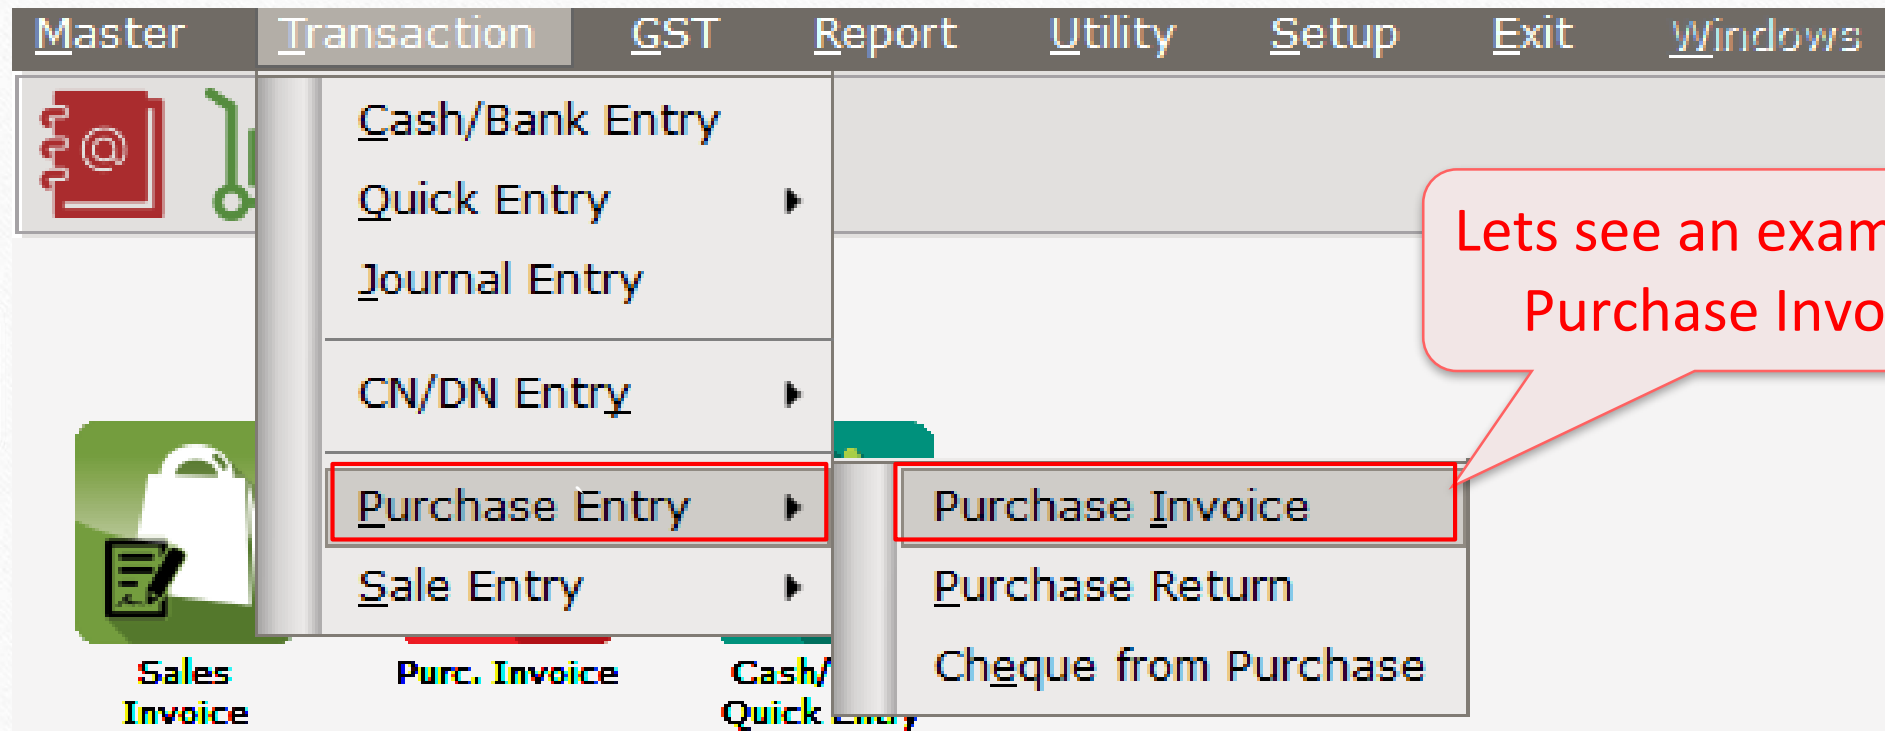 Master Transaction GST Report Utility Setup Exit Windows
Cash/Bank Entry
Quick Entry
Journal Entry
CN/DN Entry
Purchase Entry
Sale Entry
Purchase Invoice
Purchase Return
Cheque from Purchase
Lets see an
Purchase
@
Sales
Invoice
Purc. Invoice
Cash/
Quick Entry